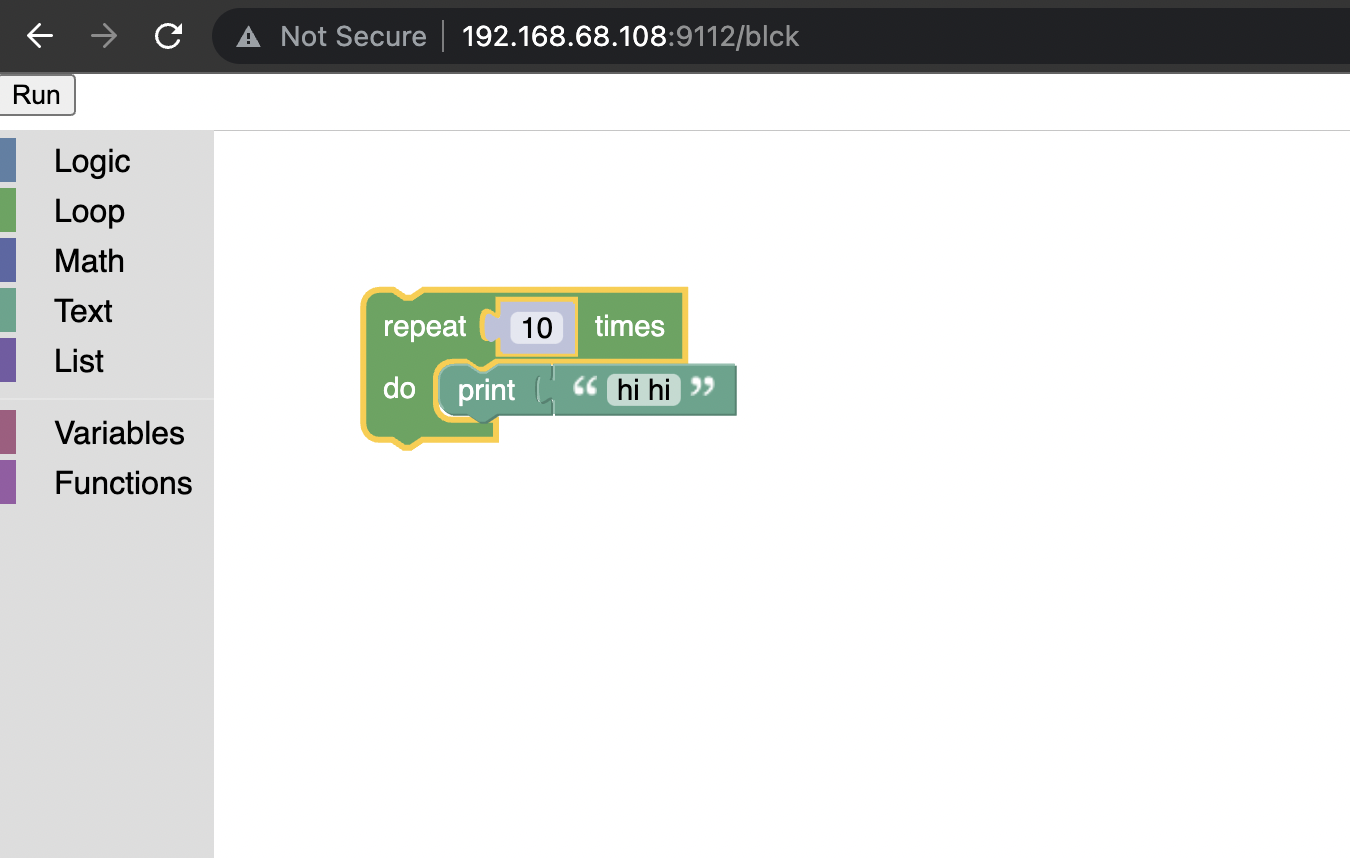 Not Secure 192.168.68.108:9112/blck
Run
Logic
Loop
Math
Text
List
Variables
Functions
repeat 10 times
do print “ hi hi ”